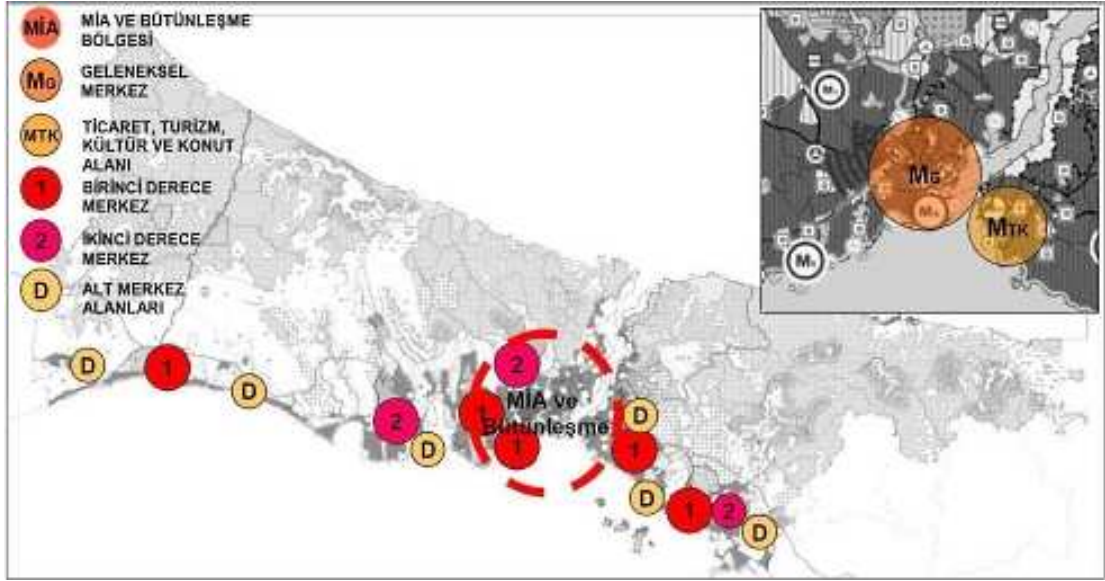 MİA
MİA VE BÜTÜNLEŞME
BÖLGESİ
MG
GELENEKSEL
MERKEZ
MTK
TİCARET, TURİZM,
KÜLTÜR VE KONUT
ALANI
1
BİRİNCİ DERECE
MERKEZ
2
İKİNCİ DERECE
MERKEZ
D
ALT MERKEZ
ALANLARI
MG
MTK
D
1
D
2
D
2
1
MİA ve
Bütünleşme
1
D
1
D
1
2
D